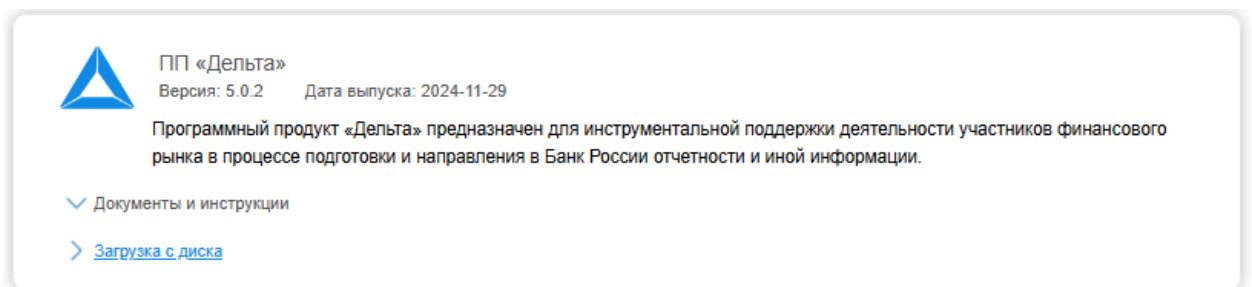 ПП «Дельта»
Версия: 5.0.2 Дата выпуска: 2024-11-29
Программный продукт «Дельта» предназначен для инструментальной поддержки деятельности участников финансового
рынка в процессе подготовки и направления в Банк России отчетности и иной информации.
Документы и инструкции
Загрузка с диска